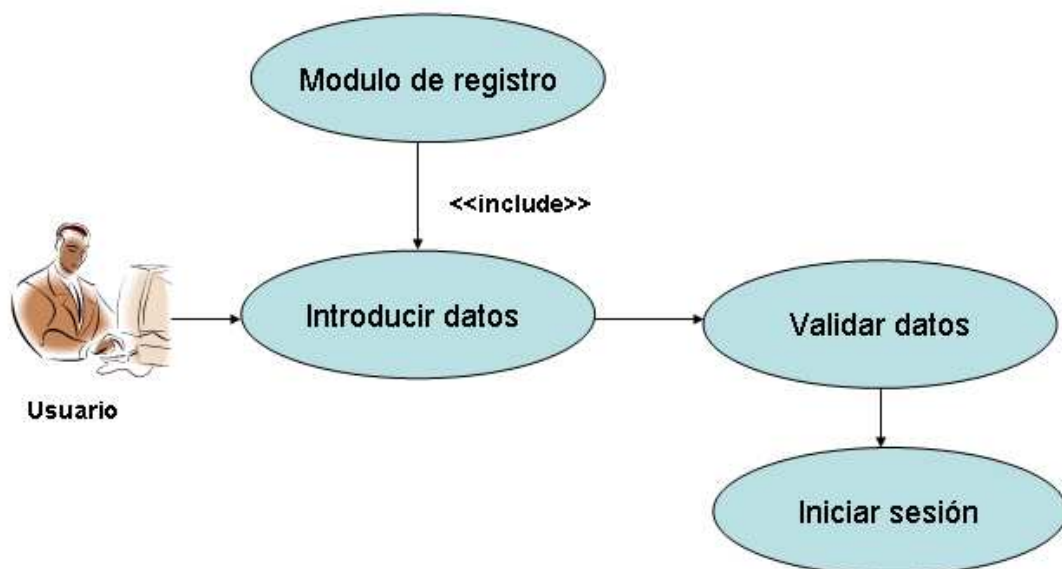 Modulo de registro
<<include>>
Introducir datos
Validar datos
Usuario
Iniciar sesión